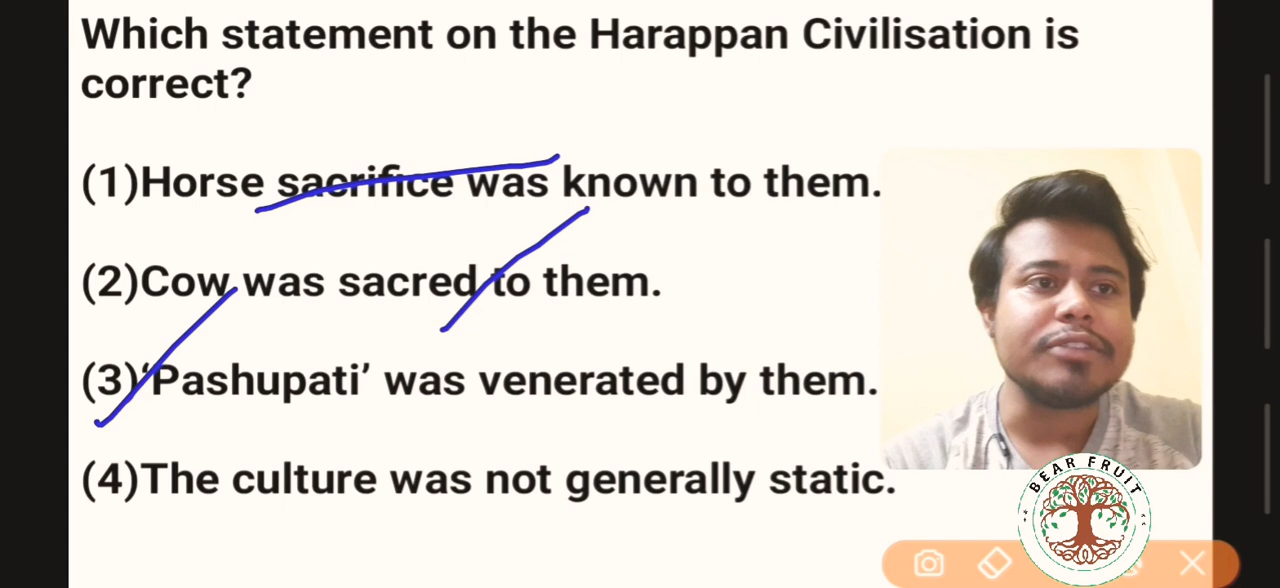 Which statement on the Harappan Civilisation is
correct?
(1)Horse sacrifice was known to them.
(2)Cow was sacred to them.
(3)‘Pashupati’ was venerated by them.
(4)The culture was not generally static.
BEAR FRUIT